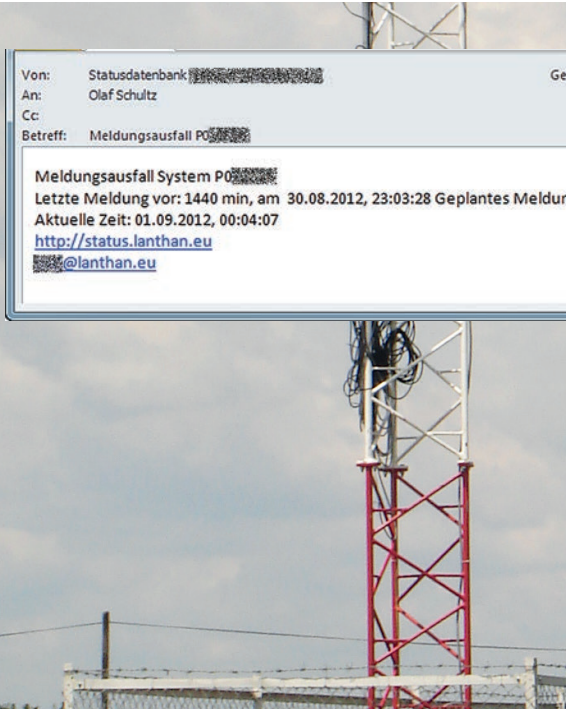 Von: Statusdatenbank
Ge
An: Olaf Schultz
Cc:
Betreff: Meldungsausfall P0
Meldungsausfall System P0
Letzte Meldung vor: 1440 min, am 30.08.2012, 23:03:28 Geplantes Meldun
Aktuelle Zeit: 01.09.2012, 00:04:07
http://status.lanthan.eu
@lanthan.eu